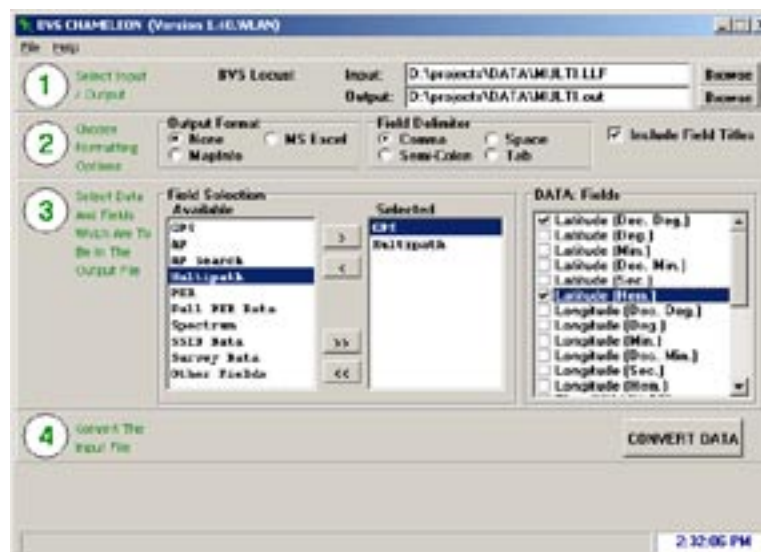 BVS CHAMELEON (Version 1.40.WLAN)
File Help
1 Select Input / Output
BVS Locust
Input: D:\projects\DATA\MULTI.LLF Browse
Output: D:\projects\DATA\MULTI.out Browse
2 Choose Formatting Options
Output Format
None MS Excel
MapInfo
Field Delimiter
Comma Space
Semi-Colon Tab
Include Field Titles
3 Select Data And Fields Which Are To Be In The Output File
Field Selection
Available
GPS
AP
AP Search
Multipath
PER
Full PER Data
Spectrum
SSID Data
Survey Data
Other Fields
>
<
>>
<<
Selected
GPS
Multipath
DATA: Fields
Latitude (Dec. Deg.)
Latitude (Deg.)
Latitude (Min.)
Latitude (Dec. Min.)
Latitude (Sec.)
Latitude (Hem.)
Longitude (Dec. Deg.)
Longitude (Deg.)
Longitude (Min.)
Longitude (Dec. Min.)
Longitude (Sec.)
Longitude (Hem.)
4 Convert The Input File
CONVERT DATA
2:32:06 PM